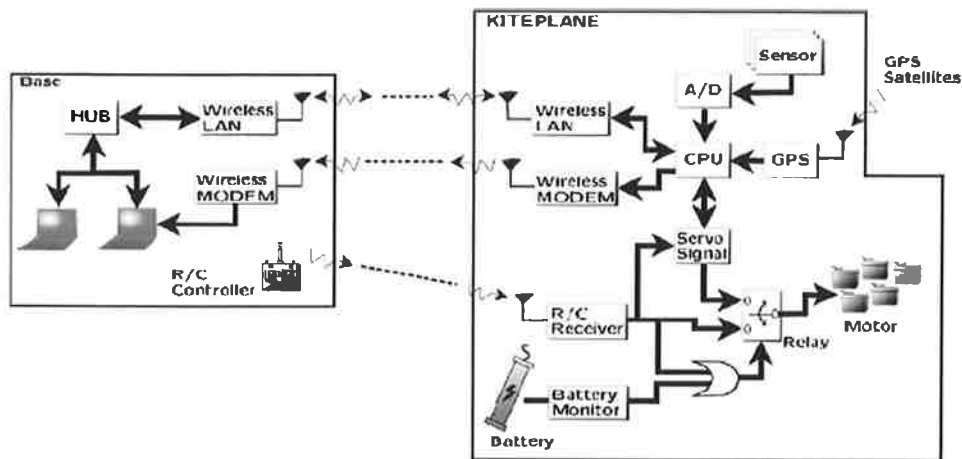 KITEPLANE
Base
HUB
Wireless
LAN
Wireless
MODEM
R/C
Controller
Wireless
LAN
Wireless
MODEM
Sensor
A/D
CPU
GPS
GPS
Satellites
Servo
Signal
R/C
Receiver
Relay
Motor
Battery
Monitor
Battery